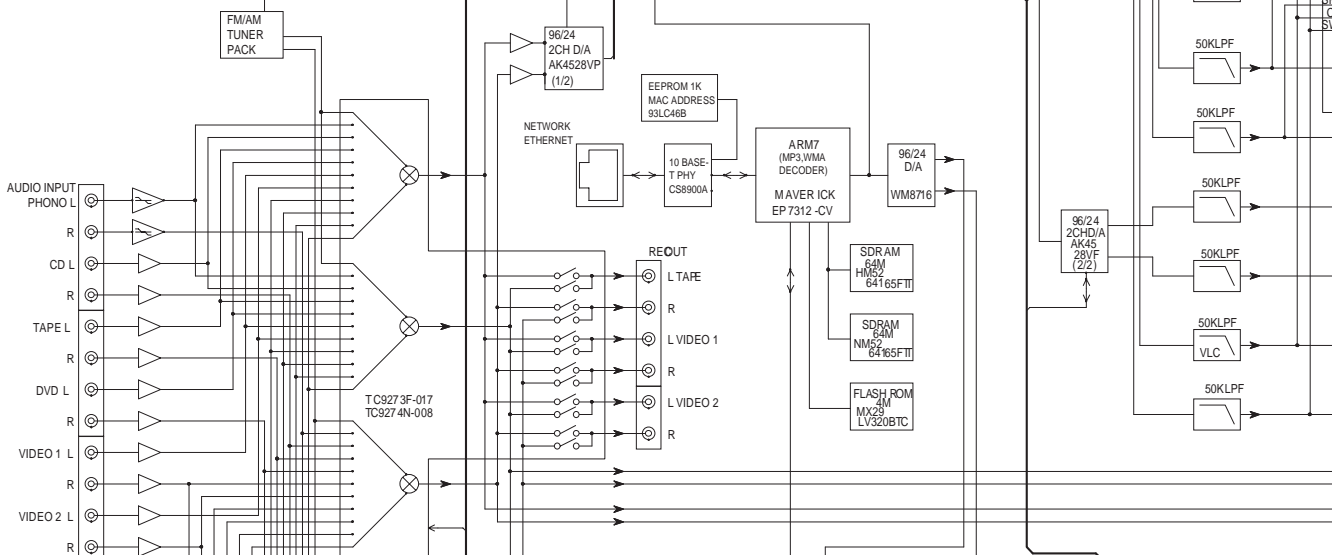 FM/AM
TUNER
PACK
96/24
2CH D/A
AK4528VP
(1/2)
EEPROM 1K
MAC ADDRESS
93LC46B
NETWORK
ETHERNET
10 BASE-
T PHY
CS8900A
ARM7
(MP3,WMA
DECODER)
MAVERICK
EP7312-CV
96/24
D/A
WM8716
AUDIO INPUT
PHONO L
R
CD L
R
TAPE L
R
DVD L
R
VIDEO 1 L
R
VIDEO 2 L
R
TC9273F-017
TC9274N-008
REC OUT
L TAPE
R
L VIDEO 1
R
L VIDEO 2
R
SDRAM
64M
HM52
64165FTT
SDRAM
64M
NM52
64165FTT
FLASH ROM
4M
MX29
LV320BTC
96/24
2CHD/A
AK45
28VF
(2/2)
50KLPF
50KLPF
50KLPF
50KLPF
50KLPF
VLC
50KLPF